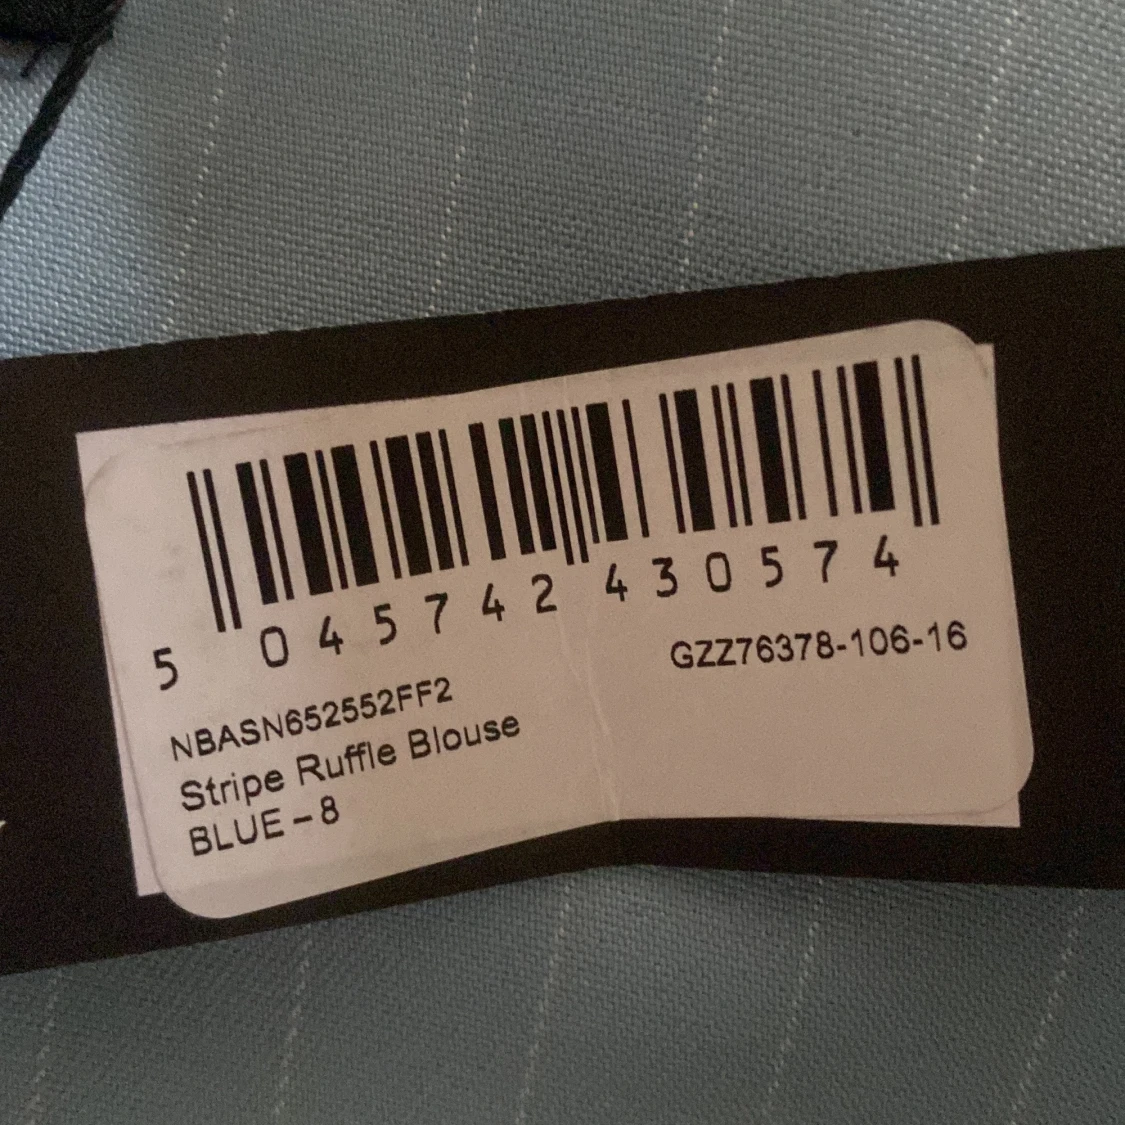 5 045742 430574
GZZ76378-106-16
NBASN652552FF2
Stripe Ruffle Blouse
BLUE – 8